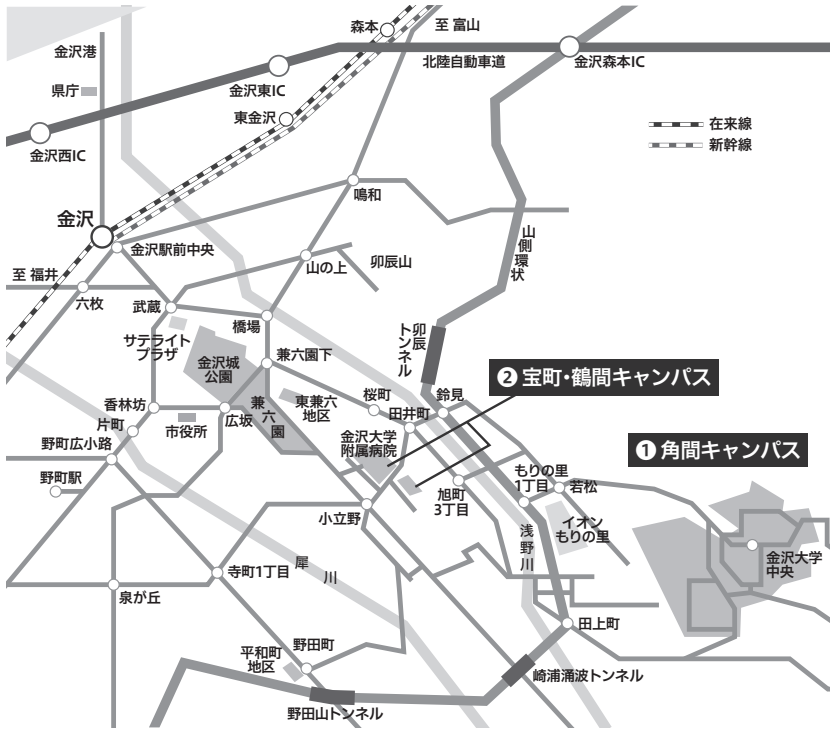 森本
至 富山
金沢港
北陸自動車道
金沢森本IC
県庁
金沢東IC
東金沢
在来線
新幹線
金沢西IC
鳴和
金沢
金沢駅前中央
山側環状
至 福井
山の上
卯辰山
六枚
武蔵
橋場
サテライト
プラザ
卯辰
トンネル
金沢城
公園
兼六園下
❷ 宝町・鶴間キャンパス
香林坊
桜町
鈴見
東兼六
地区
田井町
片町
市役所
広坂
兼六園
野町広小路
金沢大学
附属病院
❶ 角間キャンパス
野町駅
もりの里
1丁目
若松
旭町
3丁目
小立野
イオン
もりの里
浅野川
金沢大学
中央
犀川
寺町1丁目
泉が丘
田上町
野田町
平和町
地区
崎浦涌波トンネル
野田山トンネル